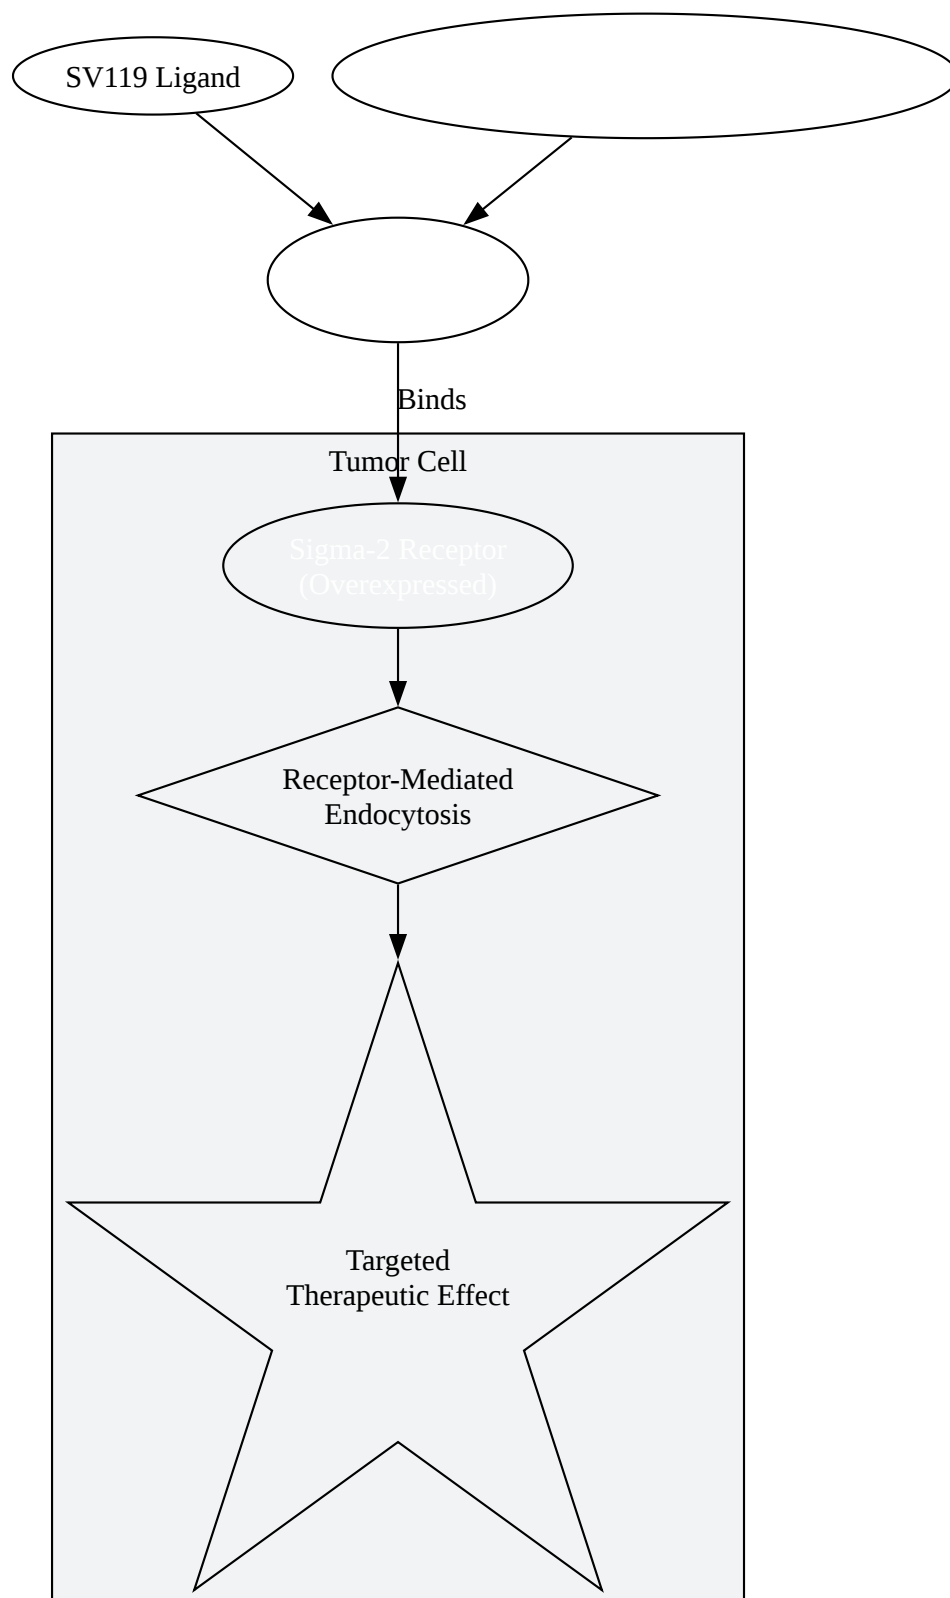 SV119 Ligand
Binds
Tumor Cell
Sigma-2 Receptor
(Overexpressed)
Receptor-Mediated
Endocytosis
Targeted
Therapeutic Effect